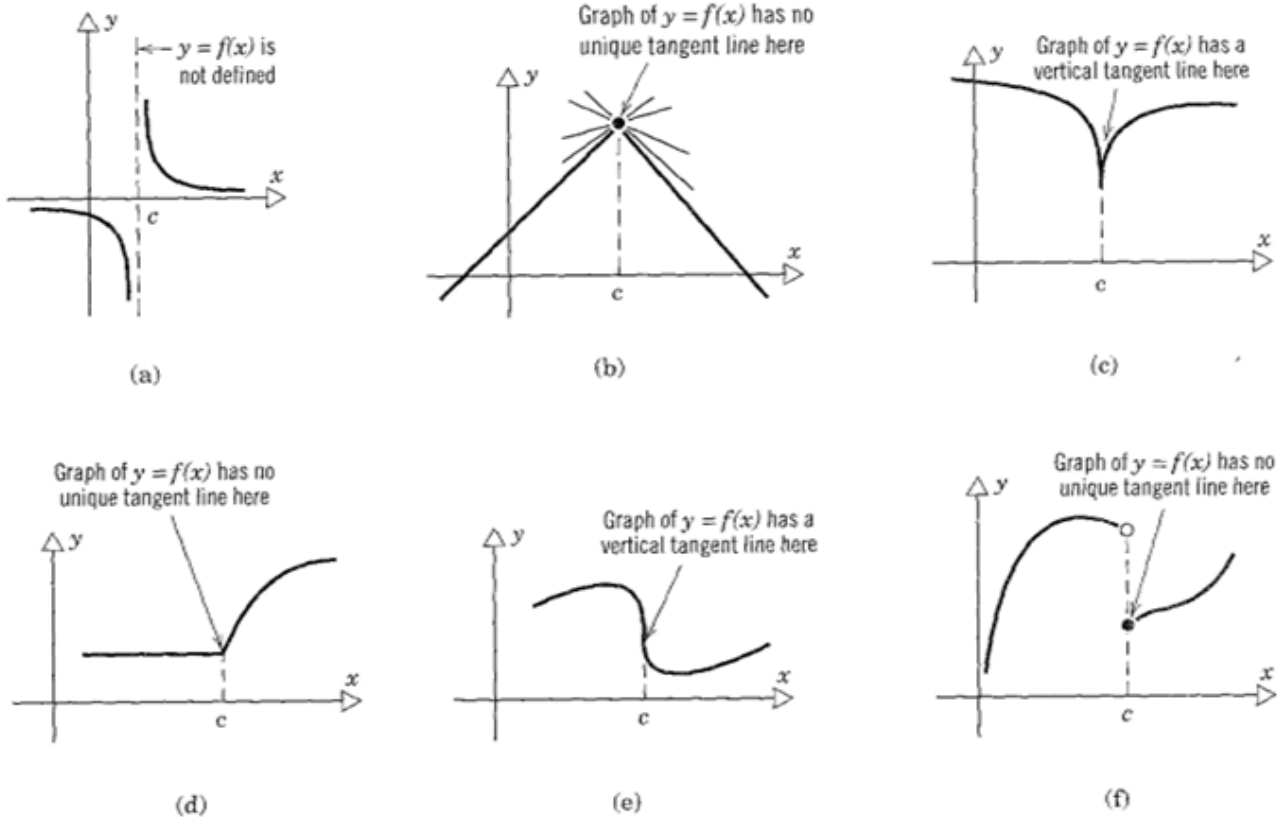 y
y = f(x) is
not defined
x
c
(a)
Graph of y = f(x) has no
unique tangent line here
y
x
c
(b)
Graph of y = f(x) has a
vertical tangent line here
y
x
c
(c)
Graph of y = f(x) has no
unique tangent line here
y
x
c
(d)
Graph of y = f(x) has a
vertical tangent line here
y
x
c
(e)
Graph of y = f(x) has no
unique tangent line here
y
x
c
(f)